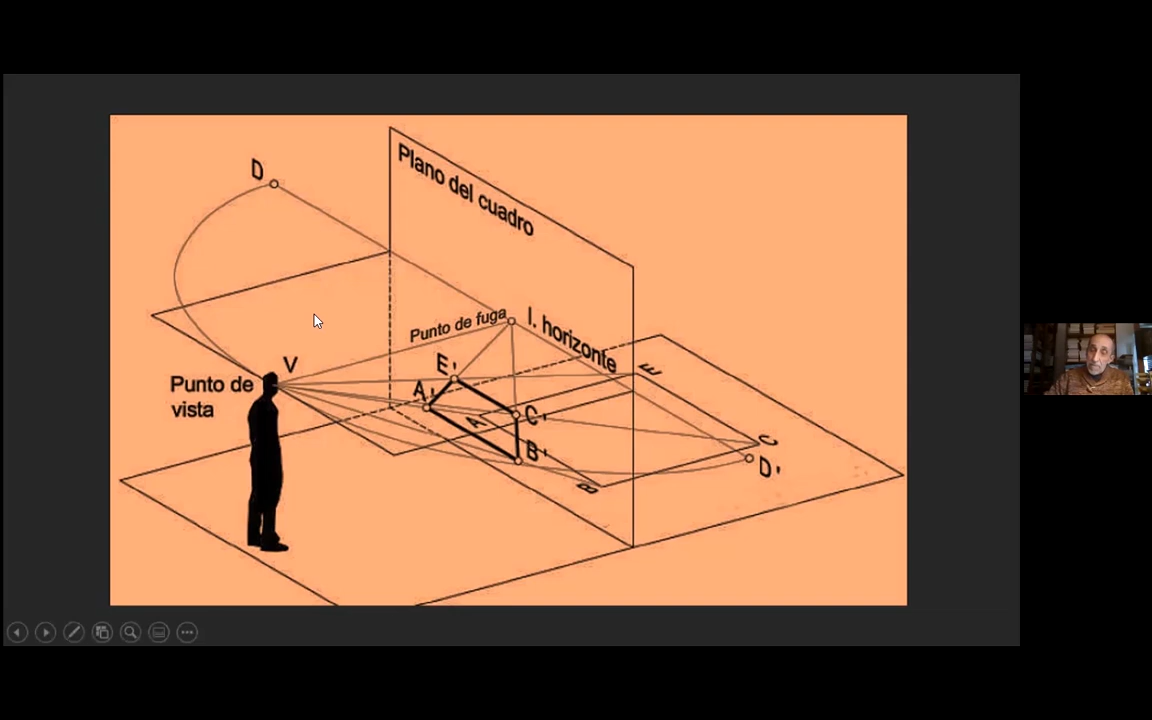 D
Plano del cuadro
Punto de fuga
l. horizonte
V
Punto de
vista
E'
A'
E
A
C'
C
B'
D'
B